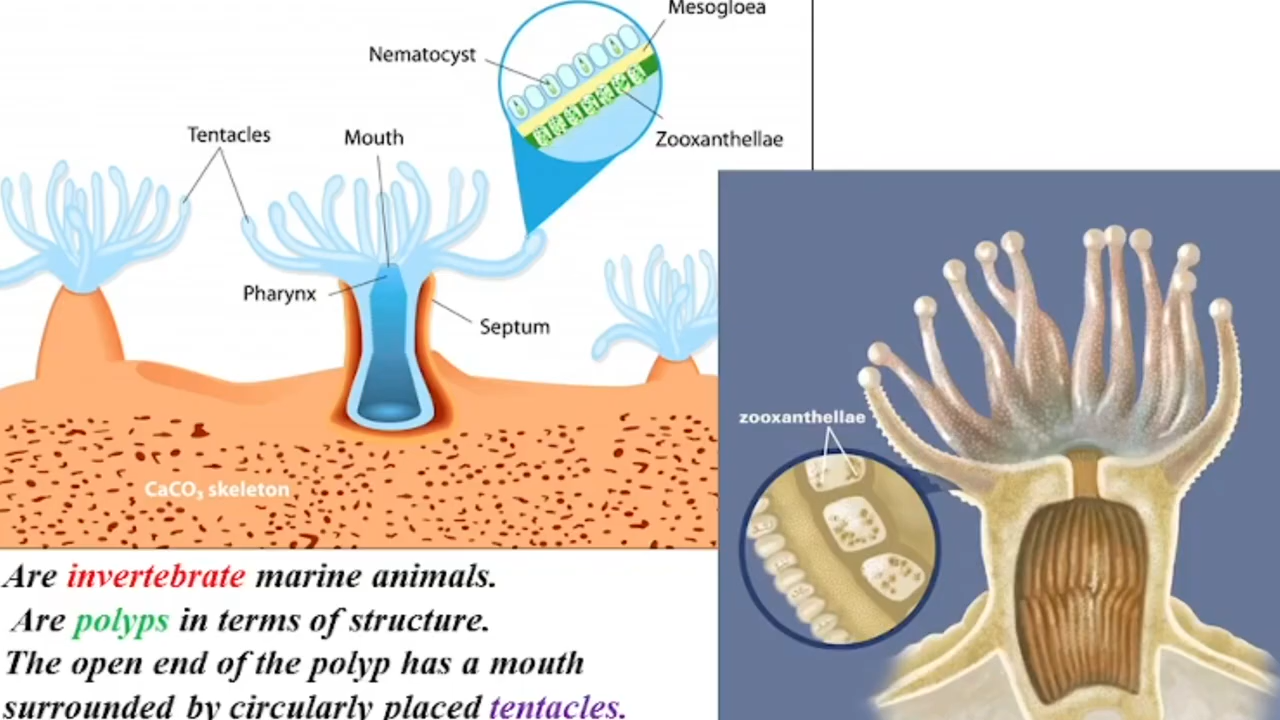 Mesogloea
Nematocyst
Tentacles
Mouth
Zooxanthellae
Pharynx
Septum
zooxanthellae
CaCO₃ skeleton
Are invertebrate marine animals.
Are polyps in terms of structure.
The open end of the polyp has a mouth
surrounded by circularly placed tentacles.